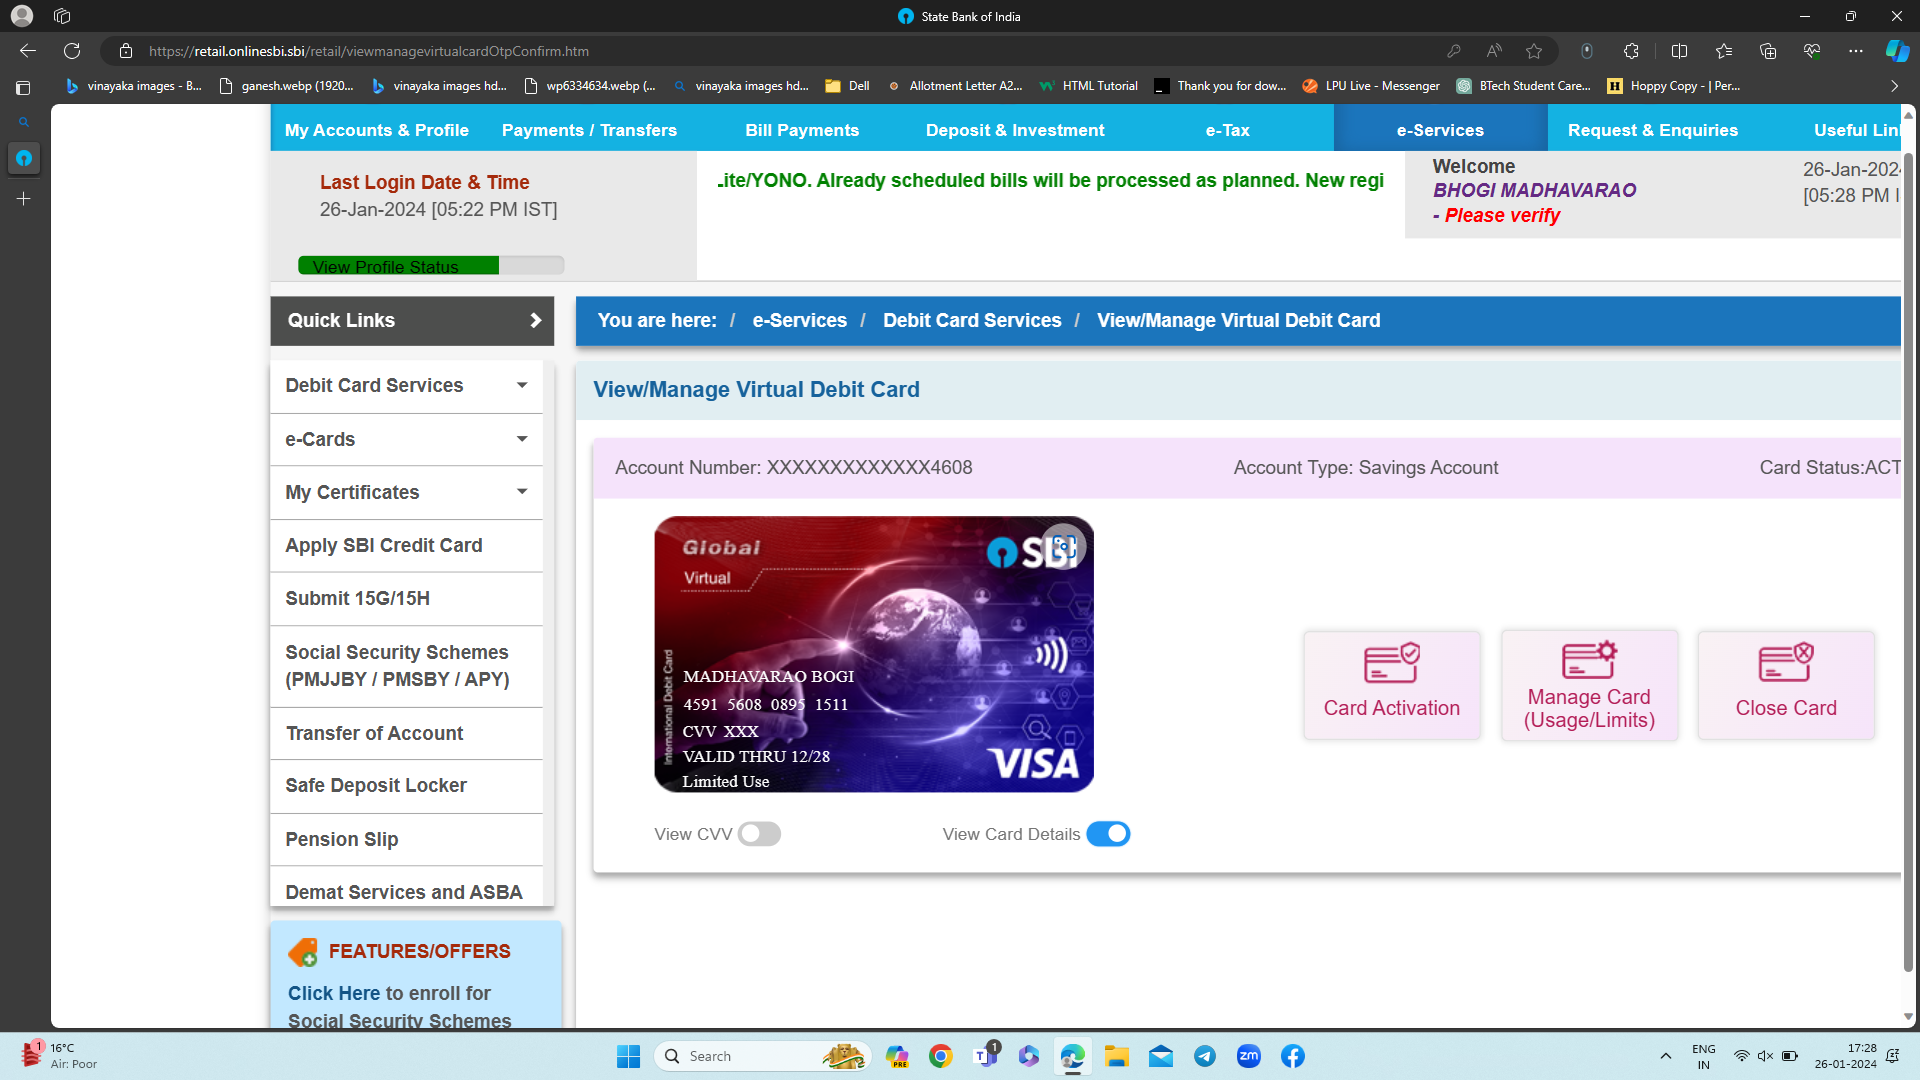 State Bank of India
https://retail.onlinesbi.sbi/retail/viewmanagevirtualcardOtpConfirm.htm
vinayaka images - B... ganesh.webp (1920... vinayaka images hd... wp6334634.webp (... vinayaka images hd... Dell Allotment Letter A2... HTML Tutorial Thank you for dow... LPU Live - Messenger BTech Student Care... Hoppy Copy - | Per...
My Accounts & Profile Payments / Transfers Bill Payments Deposit & Investment e-Tax e-Services Request & Enquiries Useful Lin
Last Login Date & Time
26-Jan-2024 [05:22 PM IST]
View Profile Status
.ite/YONO. Already scheduled bills will be processed as planned. New regi
Welcome
BHOGI MADHAVARAO
- Please verify
26-Jan-202
[05:28 PM I
Quick Links
You are here: / e-Services / Debit Card Services / View/Manage Virtual Debit Card
Debit Card Services
e-Cards
My Certificates
Apply SBI Credit Card
Submit 15G/15H
Social Security Schemes
(PMJJBY / PMSBY / APY)
Transfer of Account
Safe Deposit Locker
Pension Slip
Demat Services and ASBA
FEATURES/OFFERS
Click Here to enroll for
Social Security Schemes
View/Manage Virtual Debit Card
Account Number: XXXXXXXXXXXXX4608 Account Type: Savings Account Card Status:ACT
Global
Virtual
SBI
International Debit Card
MADHAVARAO BOGI
4591 5608 0895 1511
CVV XXX
VALID THRU 12/28
Limited Use
VISA
View CVV View Card Details
Card Activation
Manage Card
(Usage/Limits)
Close Card
1
16°C
Air: Poor
Search
PRE
1
zm
ENG
IN
17:28
26-01-2024